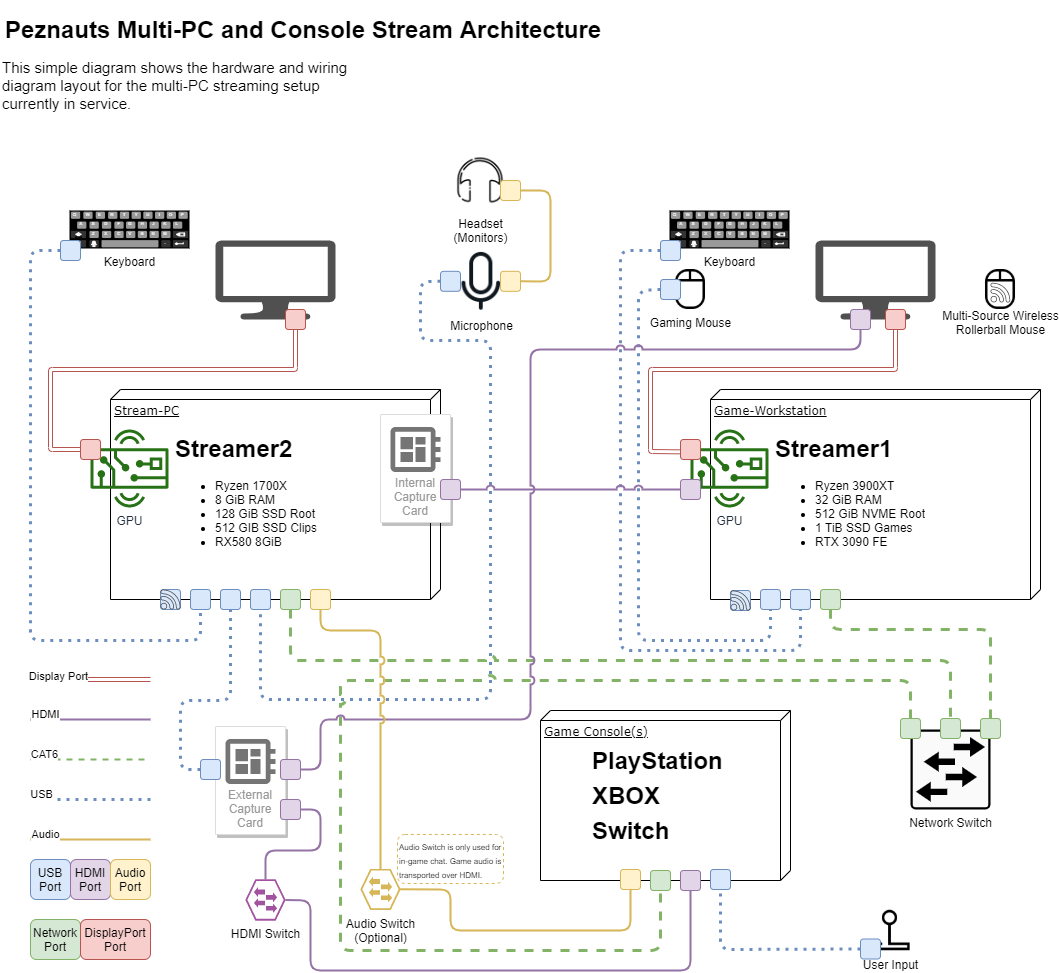 Peznauts Multi-PC and Console Stream Architecture
This simple diagram shows the hardware and wiring
diagram layout for the multi-PC streaming setup
currently in service.
Headset
(Monitors)
Keyboard
Microphone
Keyboard
Gaming Mouse
Multi-Source Wireless
Rollerball Mouse
Stream-PC
Streamer2
Ryzen 1700X
8 GiB RAM
128 GiB SSD Root
512 GIB SSD Clips
RX580 8GiB
GPU
Internal
Capture
Card
Game-Workstation
Streamer1
Ryzen 3900XT
32 GiB RAM
512 GiB NVME Root
1 TiB SSD Games
RTX 3090 FE
GPU
Display Port
HDMI
CAT6
USB
Audio
USB
Port
HDMI
Port
Audio
Port
Network
Port
DisplayPort
Port
External
Capture
Card
HDMI Switch
Audio Switch is only used for
in-game chat. Game audio is
transported over HDMI.
Audio Switch
(Optional)
Game Console(s)
PlayStation
XBOX
Switch
Network Switch
User Input